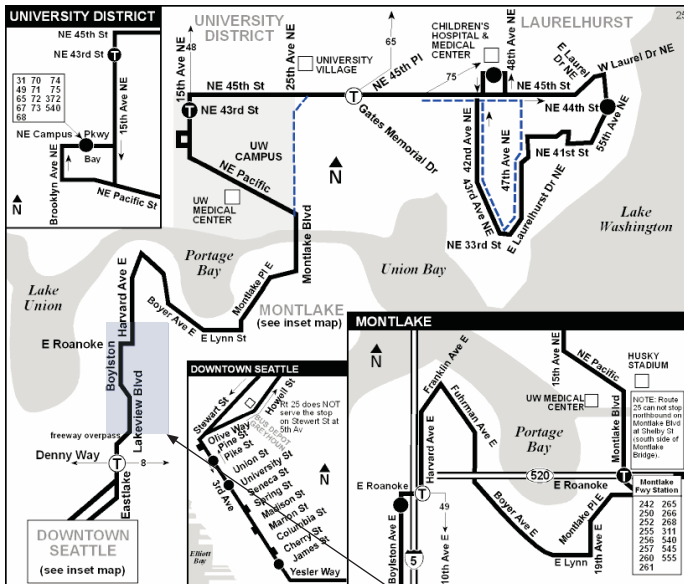 UNIVERSITY DISTRICT
NE 45th St
T
NE 43rd St
31 70 74
49 71 75
65 72 372
67 73 540
68
15th Ave NE
NE Campus Pkwy
Bay
Brooklyn Ave NE
NE Pacific St
N
UNIVERSITY
DISTRICT
48
15th Ave NE
25th Ave NE
UNIVERSITY
VILLAGE
65
NE 45th Pl
CHILDREN'S
HOSPITAL &
MEDICAL
CENTER
75
48th Ave NE
LAURELHURST
25
E Laurel
Dr NE
W Laurel Dr NE
NE 45th St
T
NE 45th St
NE 44th St
T
NE 43rd St
Gates Memorial Dr
42nd Ave NE
47th Ave NE
43rd Ave NE
NE 41st St
55th Ave NE
E Laurelhurst Dr NE
NE 33rd St
UW
CAMPUS
NE Pacific
UW
MEDICAL
CENTER
N
Montlake Blvd
Lake
Washington
Portage
Bay
Union Bay
Lake
Union
Harvard Ave E
Boyer Ave E
Montlake Pl E
E Lynn St
MONTLAKE
(see inset map)
E Roanoke
Boylston
Lakeview Blvd
freeway overpass
Denny Way
T
8
Eastlake
DOWNTOWN
SEATTLE
(see inset map)
DOWNTOWN SEATTLE
Stewart St
Howell St
Rt 25 does NOT
serve the stop
on Stewert St at
5th Av
Olive Way
BUS DEPOT
GREYHOUND
Pine St
Pike St
Union St
University St
Seneca St
Spring St
Madison St
Marion St
Columbia St
Cherry St
James St
Yesler Way
3rd Ave
N
Elliott
Bay
MONTLAKE
N
Franklin Ave E
Fuhrman Ave E
Harvard Ave E
15th Ave NE
NE Pacific
HUSKY
STADIUM
UW MEDICAL
CENTER
Montlake Blvd
NOTE: Route
25 can not stop
northbound on
Montlake Blvd
at Shelby St
(south side of
Montlake
Bridge).
Portage
Bay
520
E Roanoke
T
E Roanoke
T
49
Boyer Ave E
Montlake Pl E
Boylston Ave E
5
10th Ave E
E Lynn
19th Ave E
Montlake
Fwy Station
242 265
250 266
252 268
255 311
256 540
257 545
260 555
261